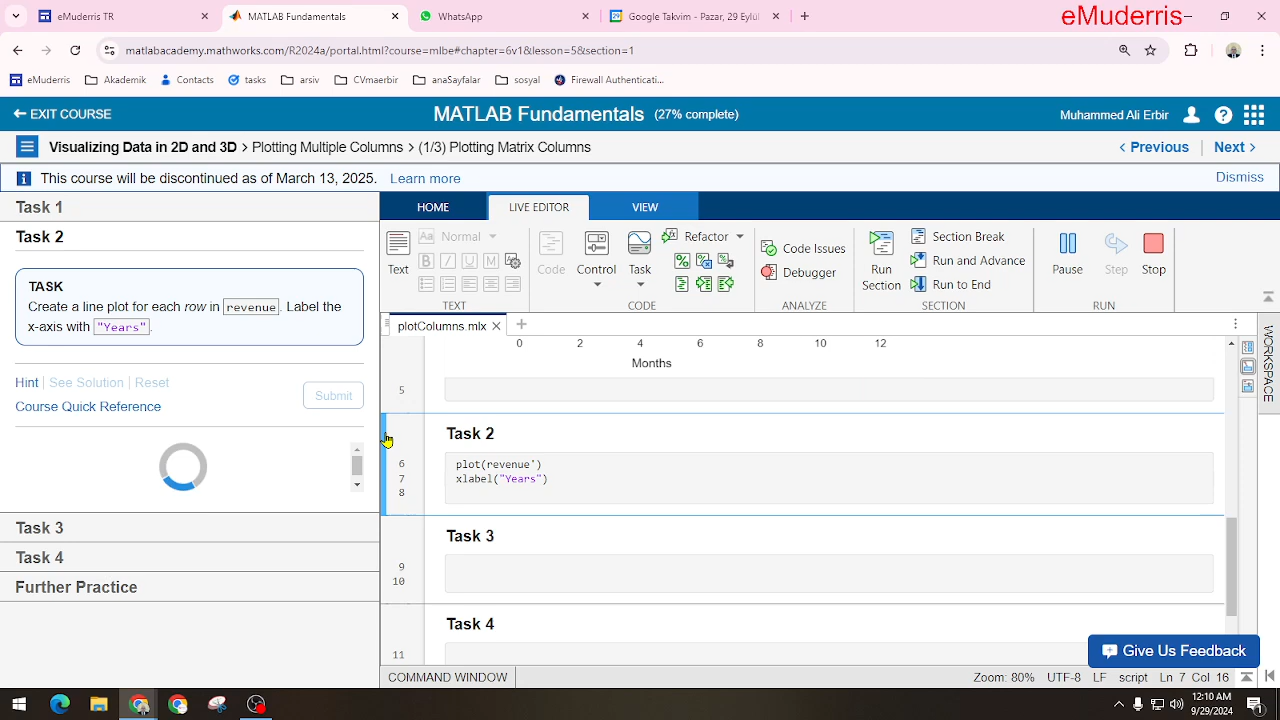 eMuderris TR
MATLAB Fundamentals
WhatsApp
Google Takvim - Pazar, 29 Eylül
eMuderris
matlabacademy.mathworks.com/R2024a/portal.html?course=mlbe#chapter=6v1&lesson=5&section=1
eMuderris
Akademik
Contacts
tasks
arsiv
CVmaerbir
anaSayfalar
sosyal
Firewall Authenticati...
EXIT COURSE
MATLAB Fundamentals (27% complete)
Muhammed Ali Erbir
Visualizing Data in 2D and 3D > Plotting Multiple Columns > (1/3) Plotting Matrix Columns
< Previous
Next >
This course will be discontinued as of March 13, 2025. Learn more
Dismiss
Task 1
Task 2
TASK
Create a line plot for each row in revenue. Label the
x-axis with "Years".
Hint | See Solution | Reset
Submit
Course Quick Reference
Task 3
Task 4
Further Practice
HOME
LIVE EDITOR
VIEW
Text
Aa Normal
B I U M
TEXT
Code
Control
Task
Refactor
CODE
Code Issues
Debugger
ANALYZE
Run
Section
Section Break
Run and Advance
Run to End
SECTION
Pause
Step
Stop
RUN
plotColumns.mlx
WORKSPACE
0 2 4 6 8 10 12
Months
5
Task 2
6 plot(revenue')
7 xlabel("Years")
8
Task 3
9
10
Task 4
11
Give Us Feedback
COMMAND WINDOW
Zoom: 80% UTF-8 LF script Ln 7 Col 16
12:10 AM
9/29/2024